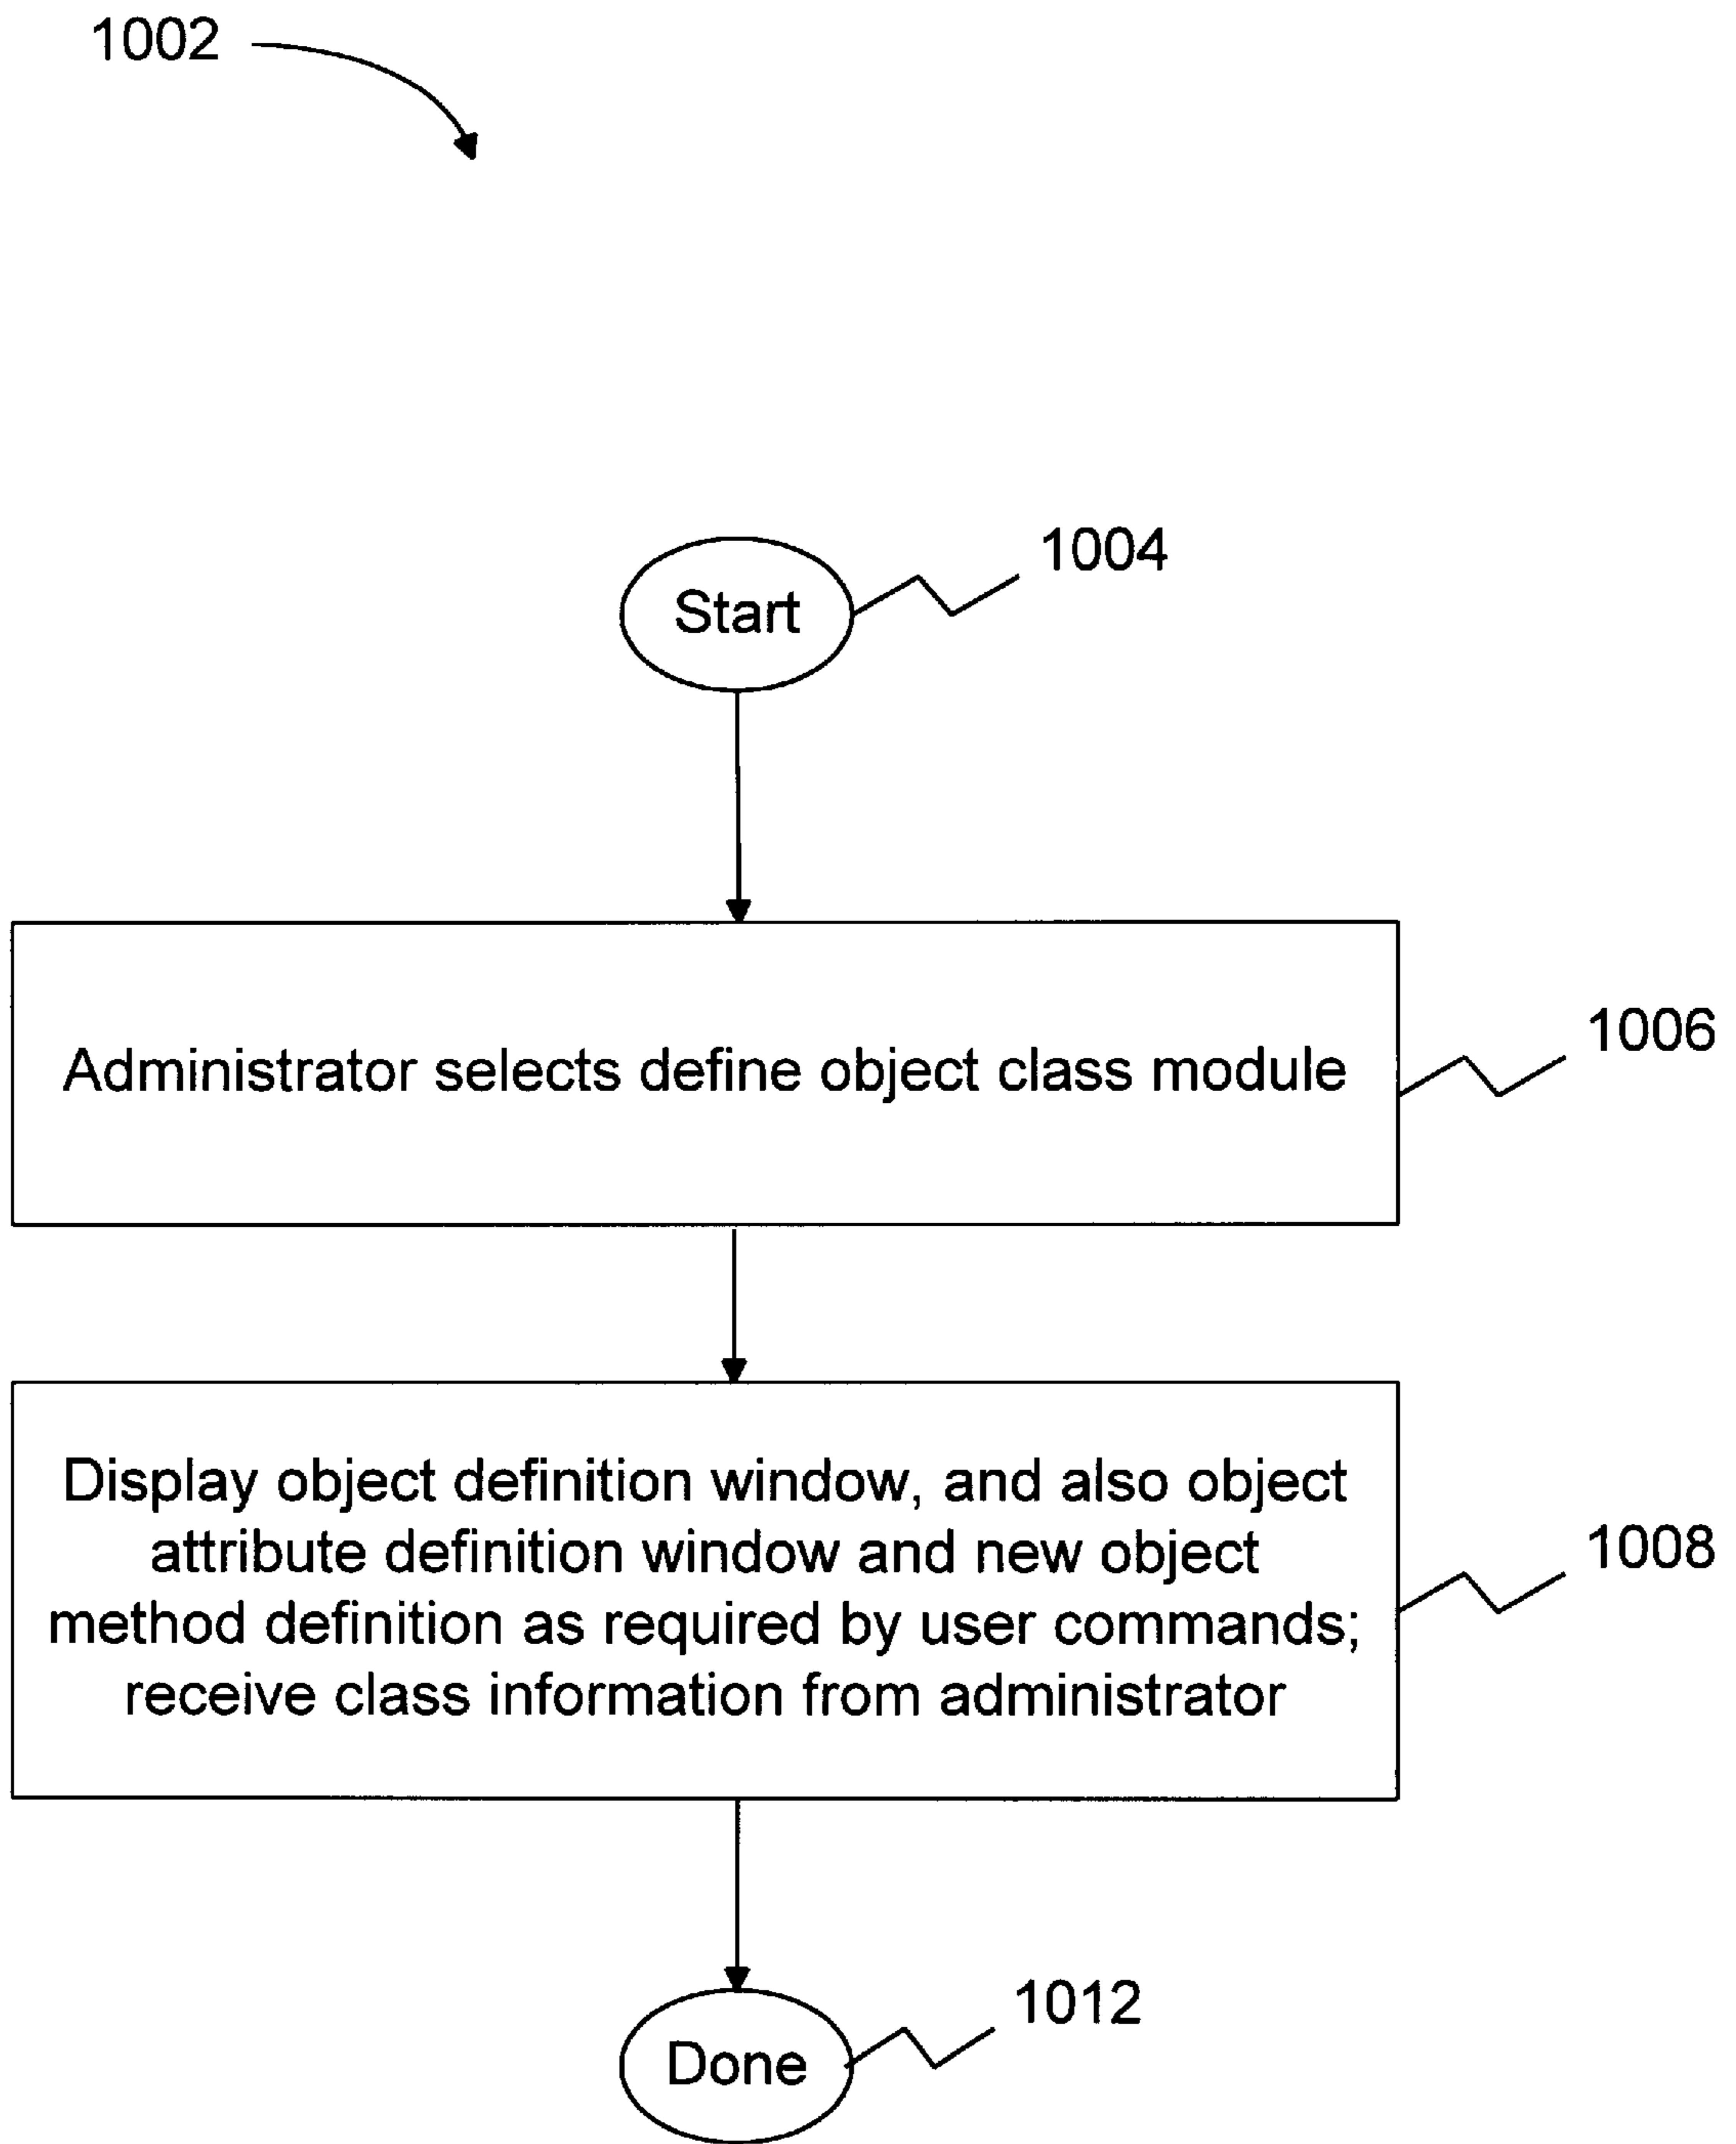 1002
1004
Start
1006
Administrator selects define object class module
Display object definition window, and also object
attribute definition window and new object
1008
method definition as required by user commands;
receive class information from administrator
1012
Done